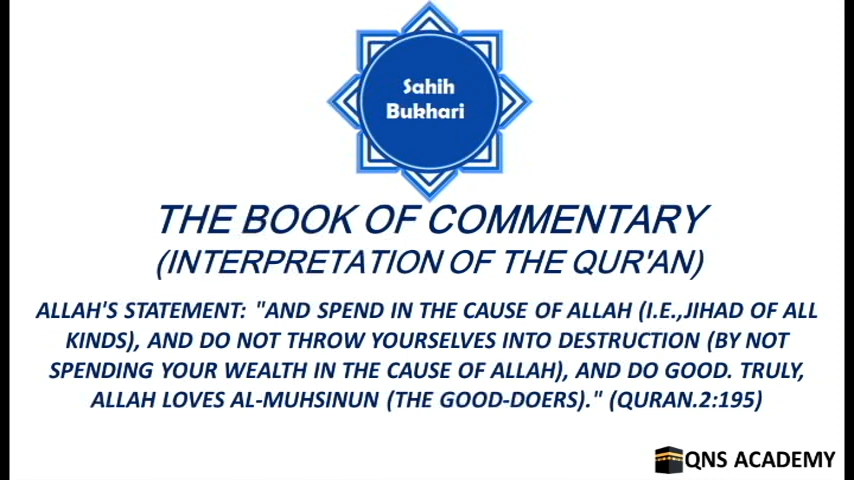 Sahih
Bukhari
THE BOOK OF COMMENTARY
(INTERPRETATION OF THE QUR'AN)
ALLAH'S STATEMENT: "AND SPEND IN THE CAUSE OF ALLAH (I.E.,JIHAD OF ALL
KINDS), AND DO NOT THROW YOURSELVES INTO DESTRUCTION (BY NOT
SPENDING YOUR WEALTH IN THE CAUSE OF ALLAH), AND DO GOOD. TRULY,
ALLAH LOVES AL-MUHSINUN (THE GOOD-DOERS)." (QURAN.2:195)
QNS ACADEMY